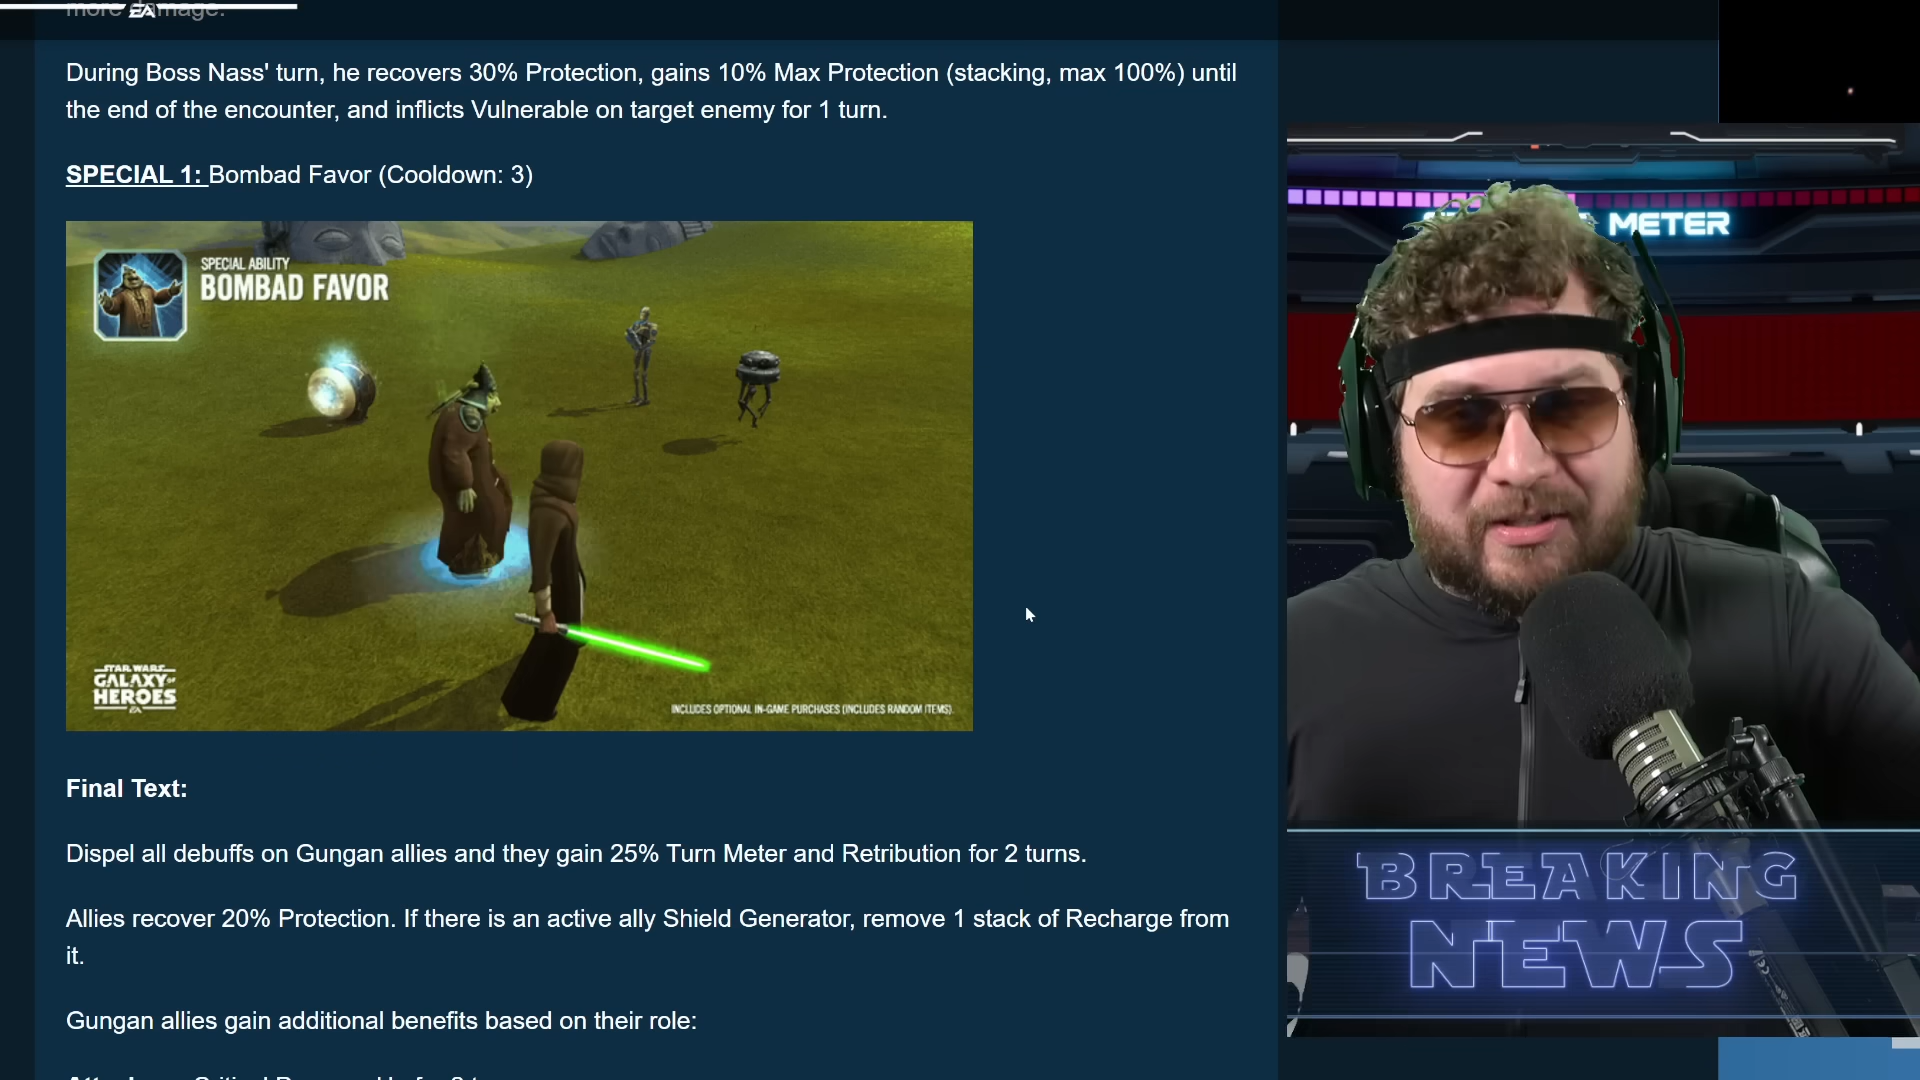 more damage.
EA
During Boss Nass' turn, he recovers 30% Protection, gains 10% Max Protection (stacking, max 100%) until
the end of the encounter, and inflicts Vulnerable on target enemy for 1 turn.
SPECIAL 1: Bombad Favor (Cooldown: 3)
SPECIAL ABILITY
BOMBAD FAVOR
STAR WARS
GALAXY OF
HEROES
EA
INCLUDES OPTIONAL IN-GAME PURCHASES (INCLUDES RANDOM ITEMS).
Final Text:
Dispel all debuffs on Gungan allies and they gain 25% Turn Meter and Retribution for 2 turns.
Allies recover 20% Protection. If there is an active ally Shield Generator, remove 1 stack of Recharge from
it.
Gungan allies gain additional benefits based on their role:
METER
BREAKING
NEWS